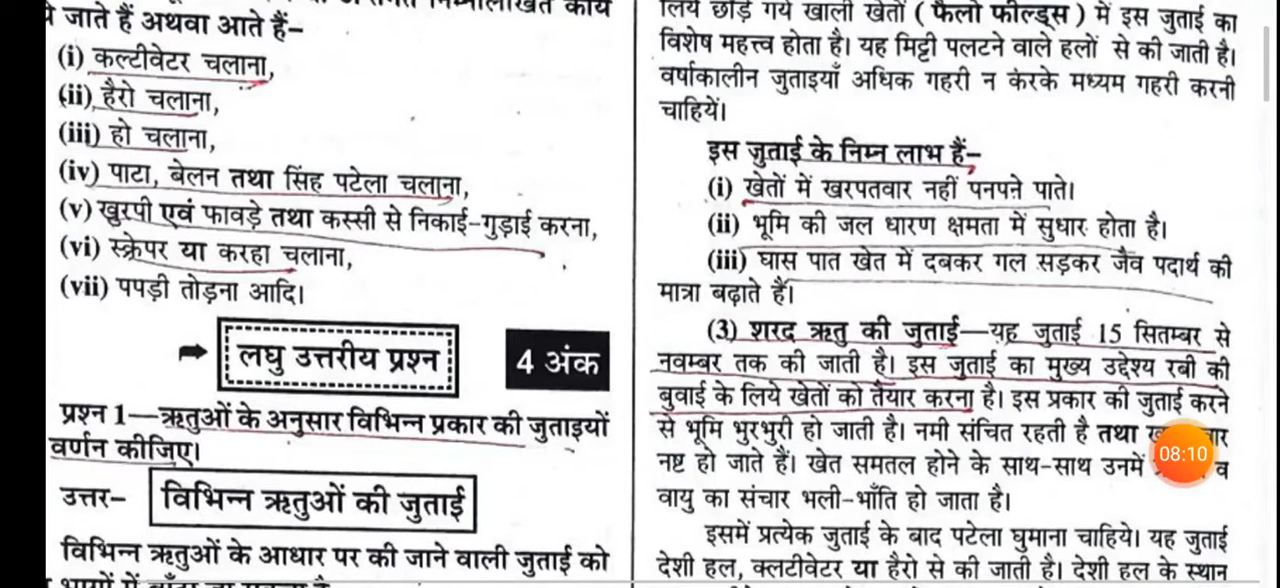 ये जाते हैं अथवा आते हैं–
(i) कल्टीवेटर चलाना,
(ii) हैरो चलाना,
(iii) हो चलाना,
(iv) पाटा, बेलन तथा सिंह पटेला चलाना,
(v) खुरपी एवं फावड़े तथा कस्सी से निकाई-गुड़ाई करना,
(vi) स्क्रेपर या करहा चलाना,
(vii) पपड़ी तोड़ना आदि।
लघु उत्तरीय प्रश्न
4 अंक
प्रश्न 1—ऋतुओं के अनुसार विभिन्न प्रकार की जुताइयों
वर्णन कीजिए।
उत्तर– विभिन्न ऋतुओं की जुताई
विभिन्न ऋतुओं के आधार पर की जाने वाली जुताई को
लिये छोड़े गये खाली खेतों (फैलो फील्ड्स) में इस जुताई का
विशेष महत्त्व होता है। यह मिट्टी पलटने वाले हलों से की जाती है।
वर्षाकालीन जुताइयाँ अधिक गहरी न करके मध्यम गहरी करनी
चाहियें।
इस जुताई के निम्न लाभ हैं–
(i) खेतों में खरपतवार नहीं पनपने पाते।
(ii) भूमि की जल धारण क्षमता में सुधार होता है।
(iii) घास पात खेत में दबकर गल सड़कर जैव पदार्थ की
मात्रा बढ़ाते हैं।
(3) शरद ऋतु की जुताई—यह जुताई 15 सितम्बर से
नवम्बर तक की जाती है। इस जुताई का मुख्य उद्देश्य रबी की
बुवाई के लिये खेतों को तैयार करना है। इस प्रकार की जुताई करने
से भूमि भुरभुरी हो जाती है। नमी संचित रहती है तथा
नष्ट हो जाते हैं। खेत समतल होने के साथ-साथ उनमें व
वायु का संचार भली-भाँति हो जाता है।
इसमें प्रत्येक जुताई के बाद पटेला घुमाना चाहिये। यह जुताई
देशी हल, क्लटीवेटर या हैरो से की जाती है। देशी हल के स्थान
08:10